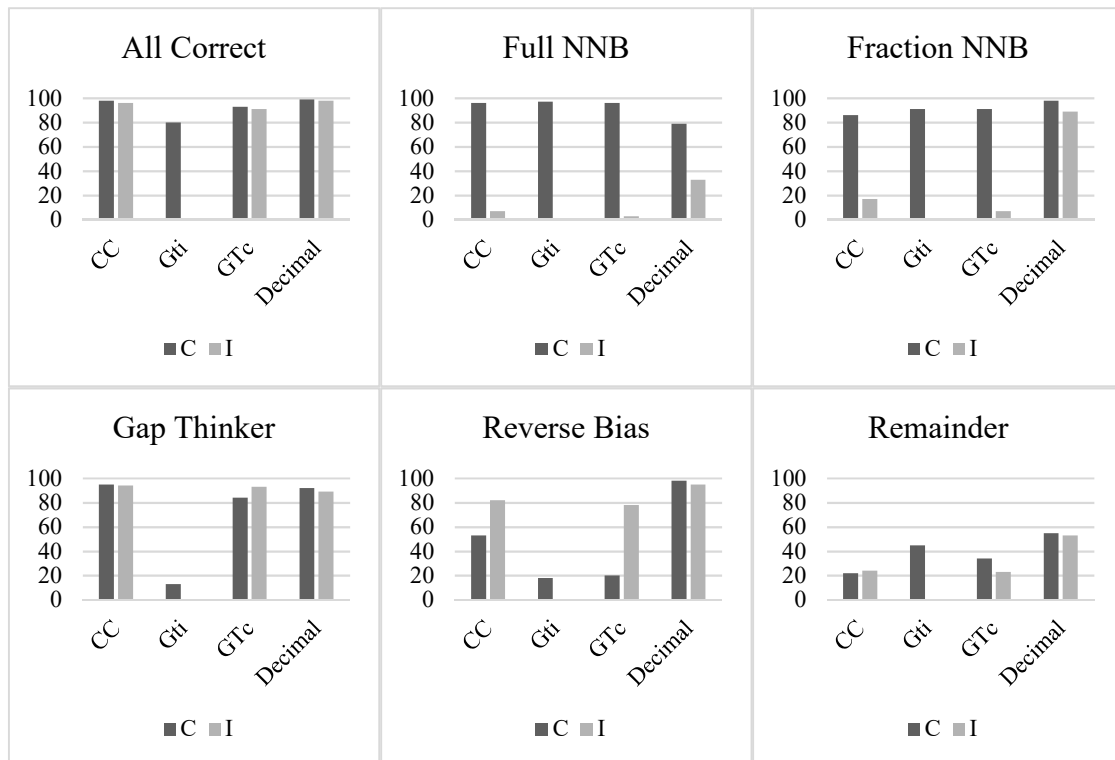 All Correct
100
80
60
40
20
0
CC Gti GTc Decimal
C I
Full NNB
100
80
60
40
20
0
CC Gti GTc Decimal
C I
Fraction NNB
100
80
60
40
20
0
CC Gti GTc Decimal
C I
Gap Thinker
100
80
60
40
20
0
CC Gti GTc Decimal
C I
Reverse Bias
100
80
60
40
20
0
CC Gti GTc Decimal
C I
Remainder
100
80
60
40
20
0
CC Gti GTc Decimal
C I